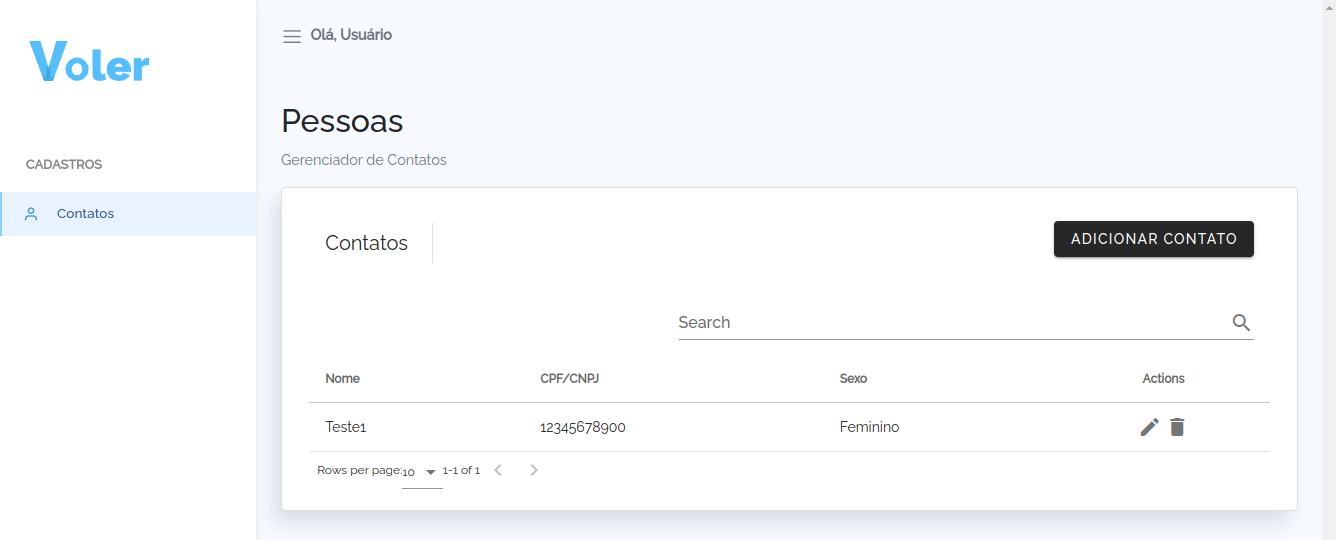 Voler
Olá, Usuário
CADASTROS
Contatos
Pessoas
Gerenciador de Contatos
Contatos
ADICIONAR CONTATO
Search
Nome CPF/CNPJ Sexo Actions
Teste1 12345678900 Feminino
Rows per page: 10 1-1 of 1